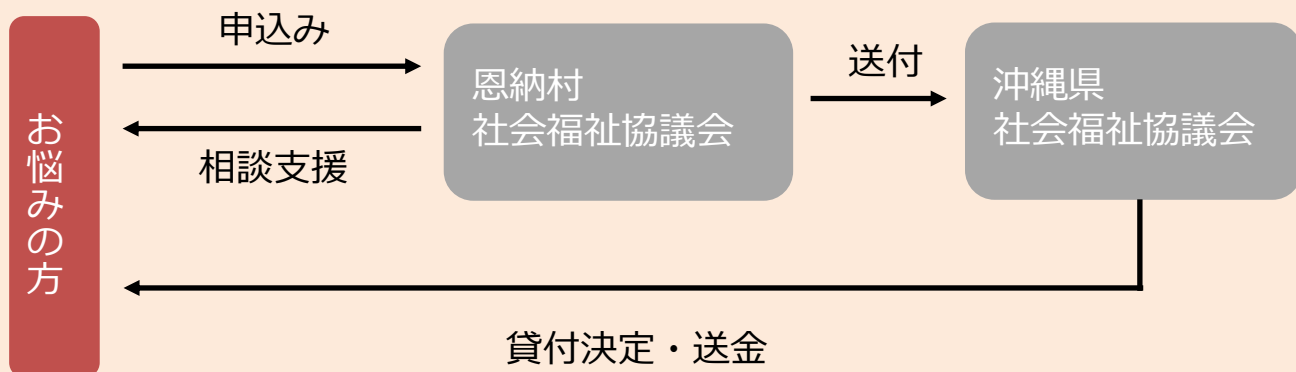 お悩みの方
申込み
相談支援
恩納村
社会福祉協議会
送付
沖縄県
社会福祉協議会
貸付決定・送金